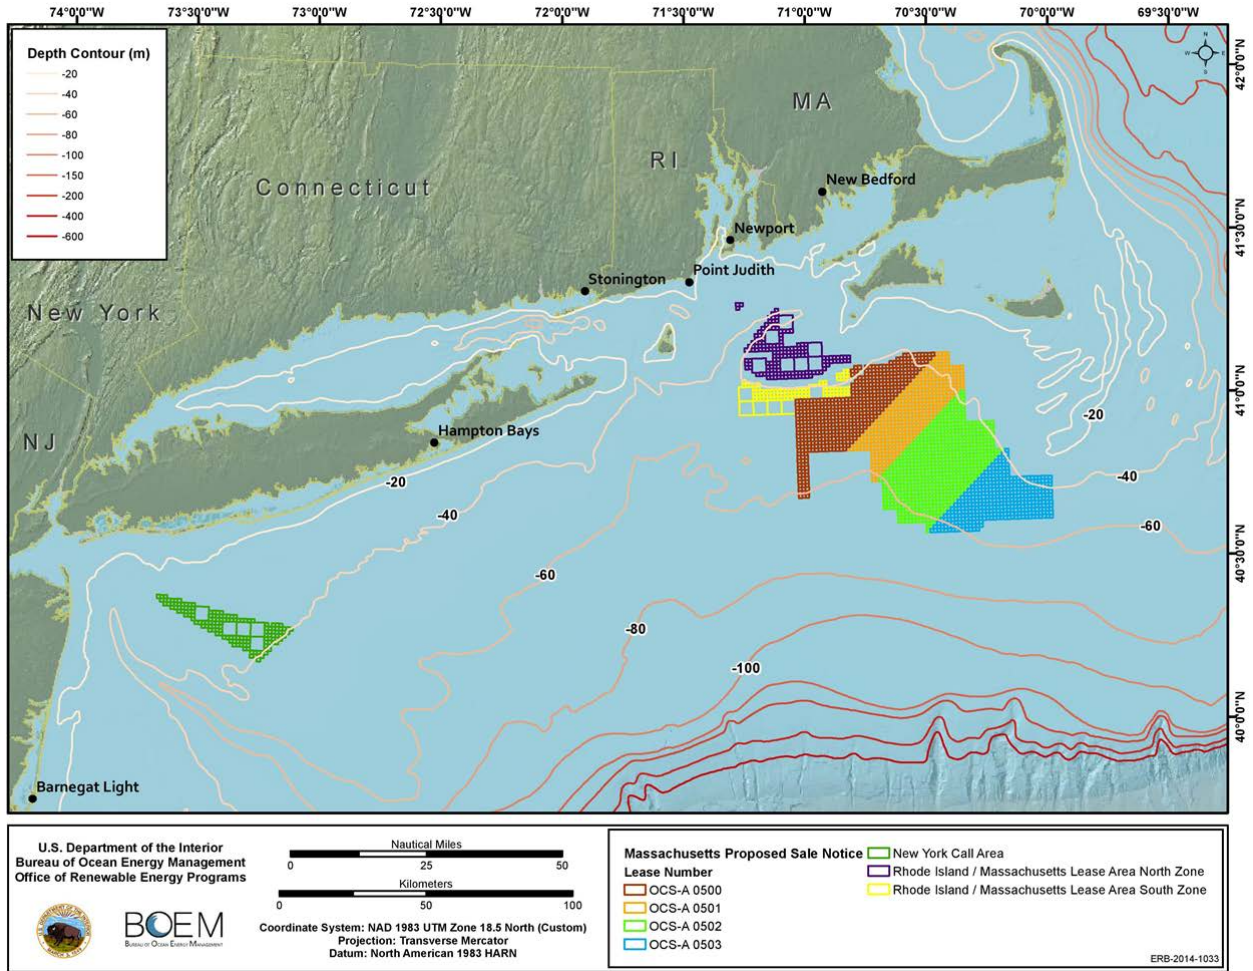 74°0'0"W
73°30'0"W
73°0'0"W
72°30'0"W
72°0'0"W
71°30'0"W
71°0'0"W
70°30'0"W
70°0'0"W
69°30'0"W
Depth Contour (m)
-20
-40
-60
-80
-100
-150
-200
-400
-600
N
W
E
S
42°0'0"N
41°30'0"N
41°0'0"N
40°30'0"N
40°0'0"N
MA
RI
Connecticut
New Bedford
Newport
Point Judith
Stonington
New York
NJ
Hampton Bays
-20
-40
-60
-80
-100
-20
-40
-60
Barnegat Light
U.S. Department of the Interior
Bureau of Ocean Energy Management
Office of Renewable Energy Programs
BOEM
BUREAU OF OCEAN ENERGY MANAGEMENT
Nautical Miles
0 25 50
Kilometers
0 50 100
Coordinate System: NAD 1983 UTM Zone 18.5 North (Custom)
Projection: Transverse Mercator
Datum: North American 1983 HARN
Massachusetts Proposed Sale Notice
Lease Number
OCS-A 0500
OCS-A 0501
OCS-A 0502
OCS-A 0503
New York Call Area
Rhode Island / Massachusetts Lease Area North Zone
Rhode Island / Massachusetts Lease Area South Zone
ERB-2014-1033